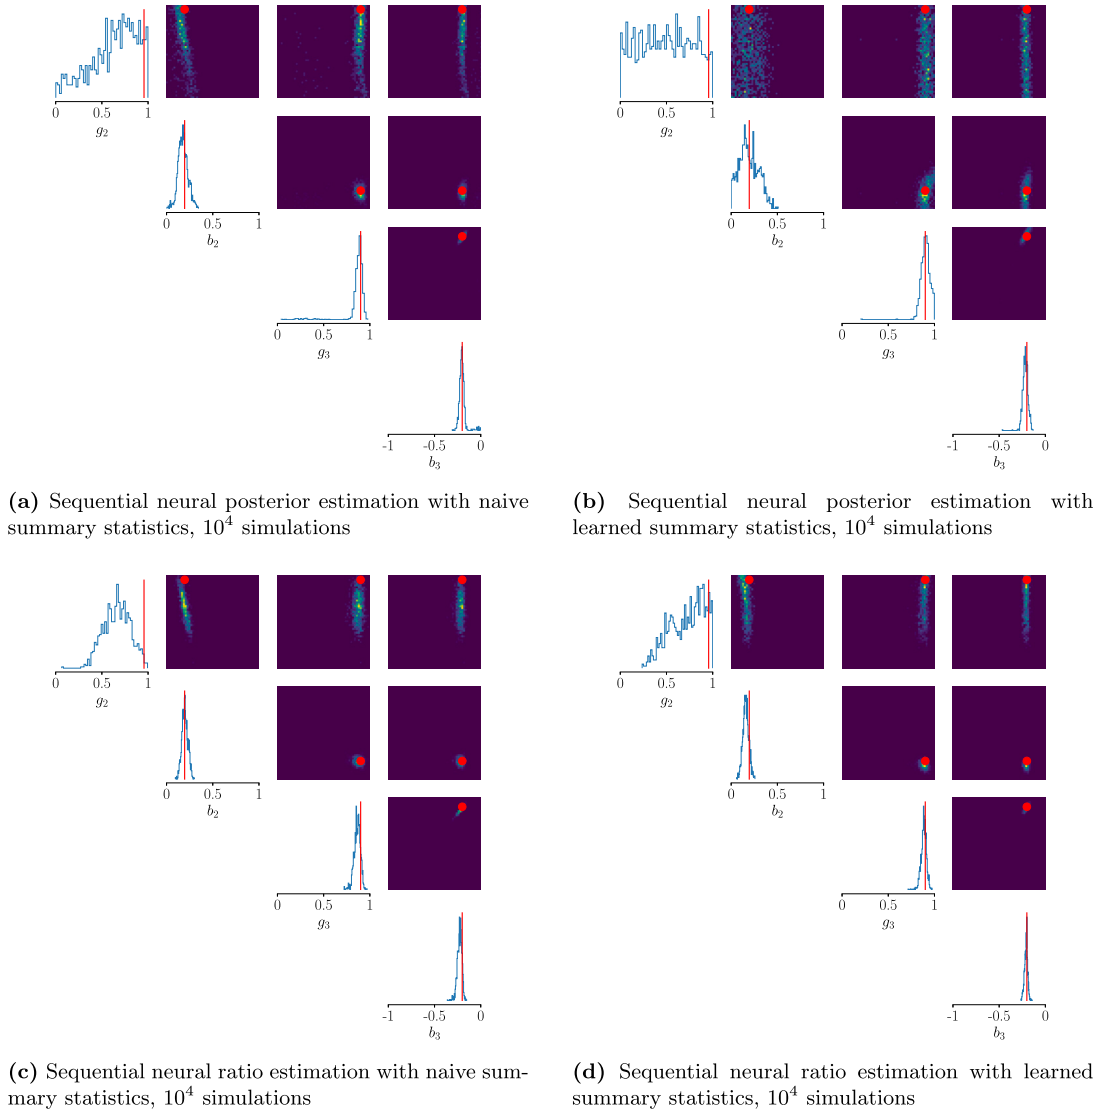 0 0.5 1
g2
0 0.5 1
g2
0 0.5 1
b2
0 0.5 1
b2
0 0.5 1
g3
0 0.5 1
g3
-1 -0.5 0
b3
-1 -0.5 0
b3
(a) Sequential neural posterior estimation with naive
summary statistics, 10^4 simulations
(b) Sequential neural posterior estimation with
learned summary statistics, 10^4 simulations
0 0.5 1
g2
0 0.5 1
g2
0 0.5 1
b2
0 0.5 1
b2
0 0.5 1
g3
0 0.5 1
g3
-1 -0.5 0
b3
-1 -0.5 0
b3
(c) Sequential neural ratio estimation with naive sum-
mary statistics, 10^4 simulations
(d) Sequential neural ratio estimation with learned
summary statistics, 10^4 simulations